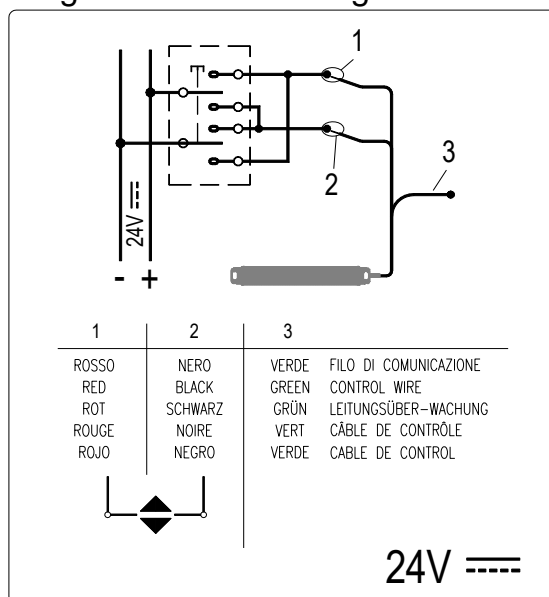 1
2
3
24V
- +
1 2 3
ROSSO NERO VERDE FILO DI COMUNICAZIONE
RED BLACK GREEN CONTROL WIRE
ROT SCHWARZ GRÜN LEITUNGSÜBER-WACHUNG
ROUGE NOIRE VERT CÂBLE DE CONTRÔLE
ROJO NEGRO VERDE CABLE DE CONTROL
24V